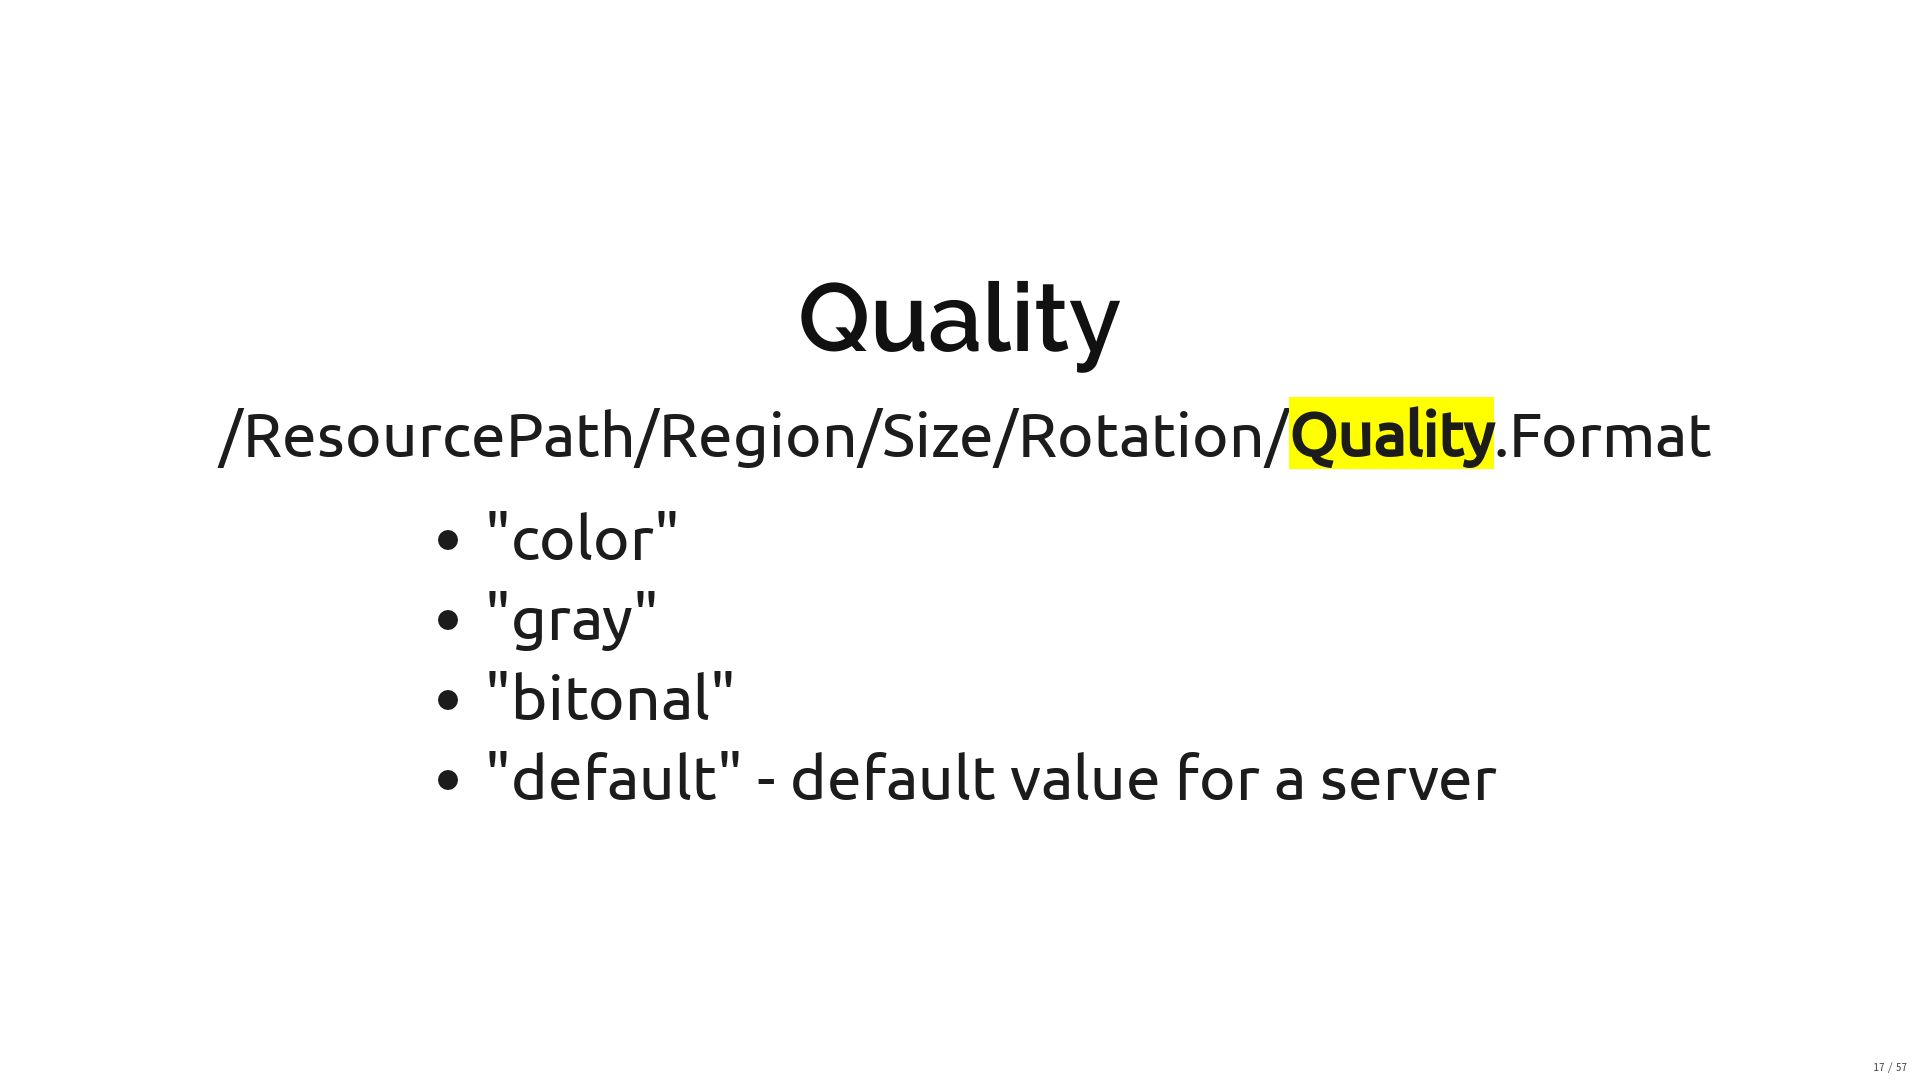 Quality
/ResourcePath/Region/Size/Rotation/Quality.Format
• "color"
• "gray"
• "bitonal"
• "default" - default value for a server
17 / 57